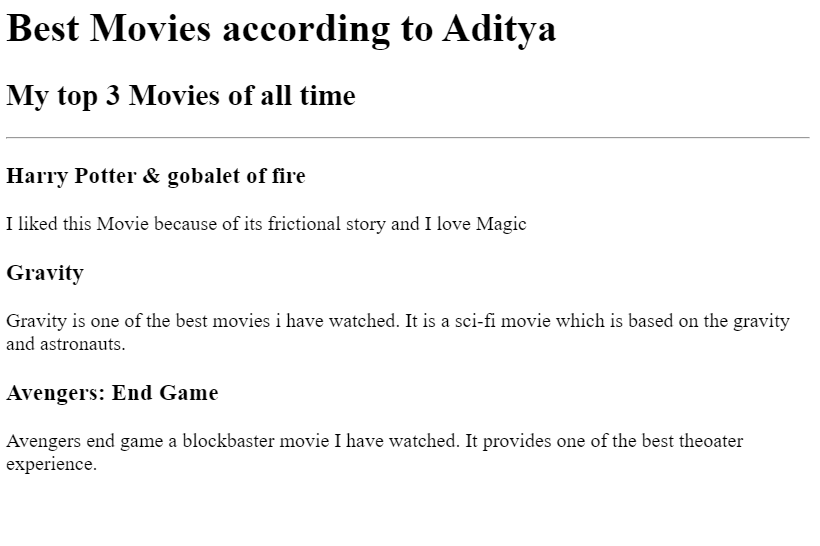 Best Movies according to Aditya
My top 3 Movies of all time
Harry Potter & gobalet of fire
I liked this Movie because of its frictional story and I love Magic
Gravity
Gravity is one of the best movies i have watched. It is a sci-fi movie which is based on the gravity
and astronauts.
Avengers: End Game
Avengers end game a blockbaster movie I have watched. It provides one of the best theoater
experience.